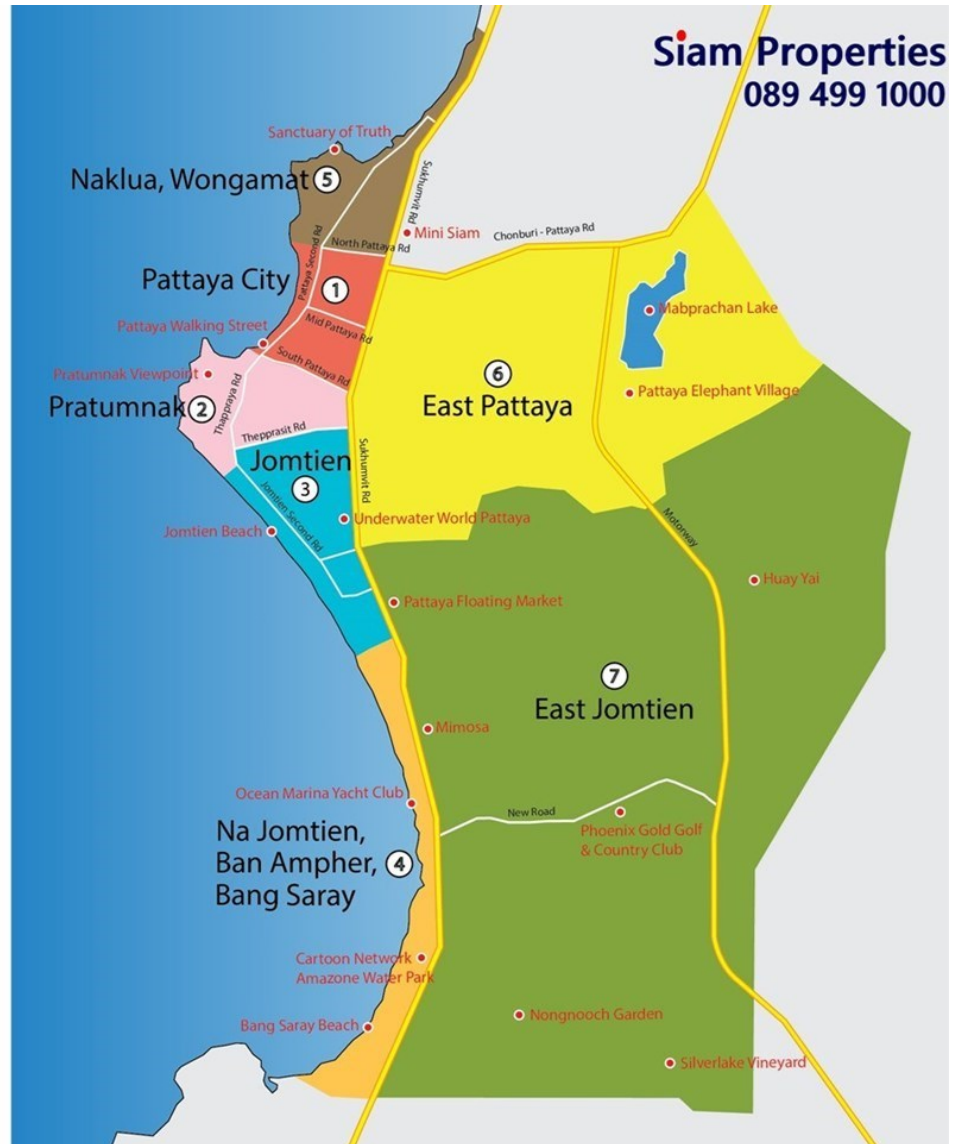 Siam Properties
089 499 1000
Sanctuary of Truth
Naklua, Wongamat 5
Sukhumvit Rd
Mini Siam
Chonburi - Pattaya Rd
North Pattaya Rd
Pattaya Second Rd
Pattaya City
1
Mabprachan Lake
Mid Pattaya Rd
Pattaya Walking Street
South Pattaya Rd
Pratumnak Viewpoint
6
East Pattaya
Pattaya Elephant Village
Pratumnak 2
Thappraya Rd
Thepprasit Rd
Jomtien
3
Sukhumvit Rd
Jomtien Second Rd
Underwater World Pattaya
Jomtien Beach
Motorway
Huay Yai
Pattaya Floating Market
7
East Jomtien
Mimosa
Ocean Marina Yacht Club
New Road
Phoenix Gold Golf
& Country Club
Na Jomtien,
Ban Ampher, 4
Bang Saray
Cartoon Network
Amazone Water Park
Nongnooch Garden
Bang Saray Beach
Silverlake Vineyard